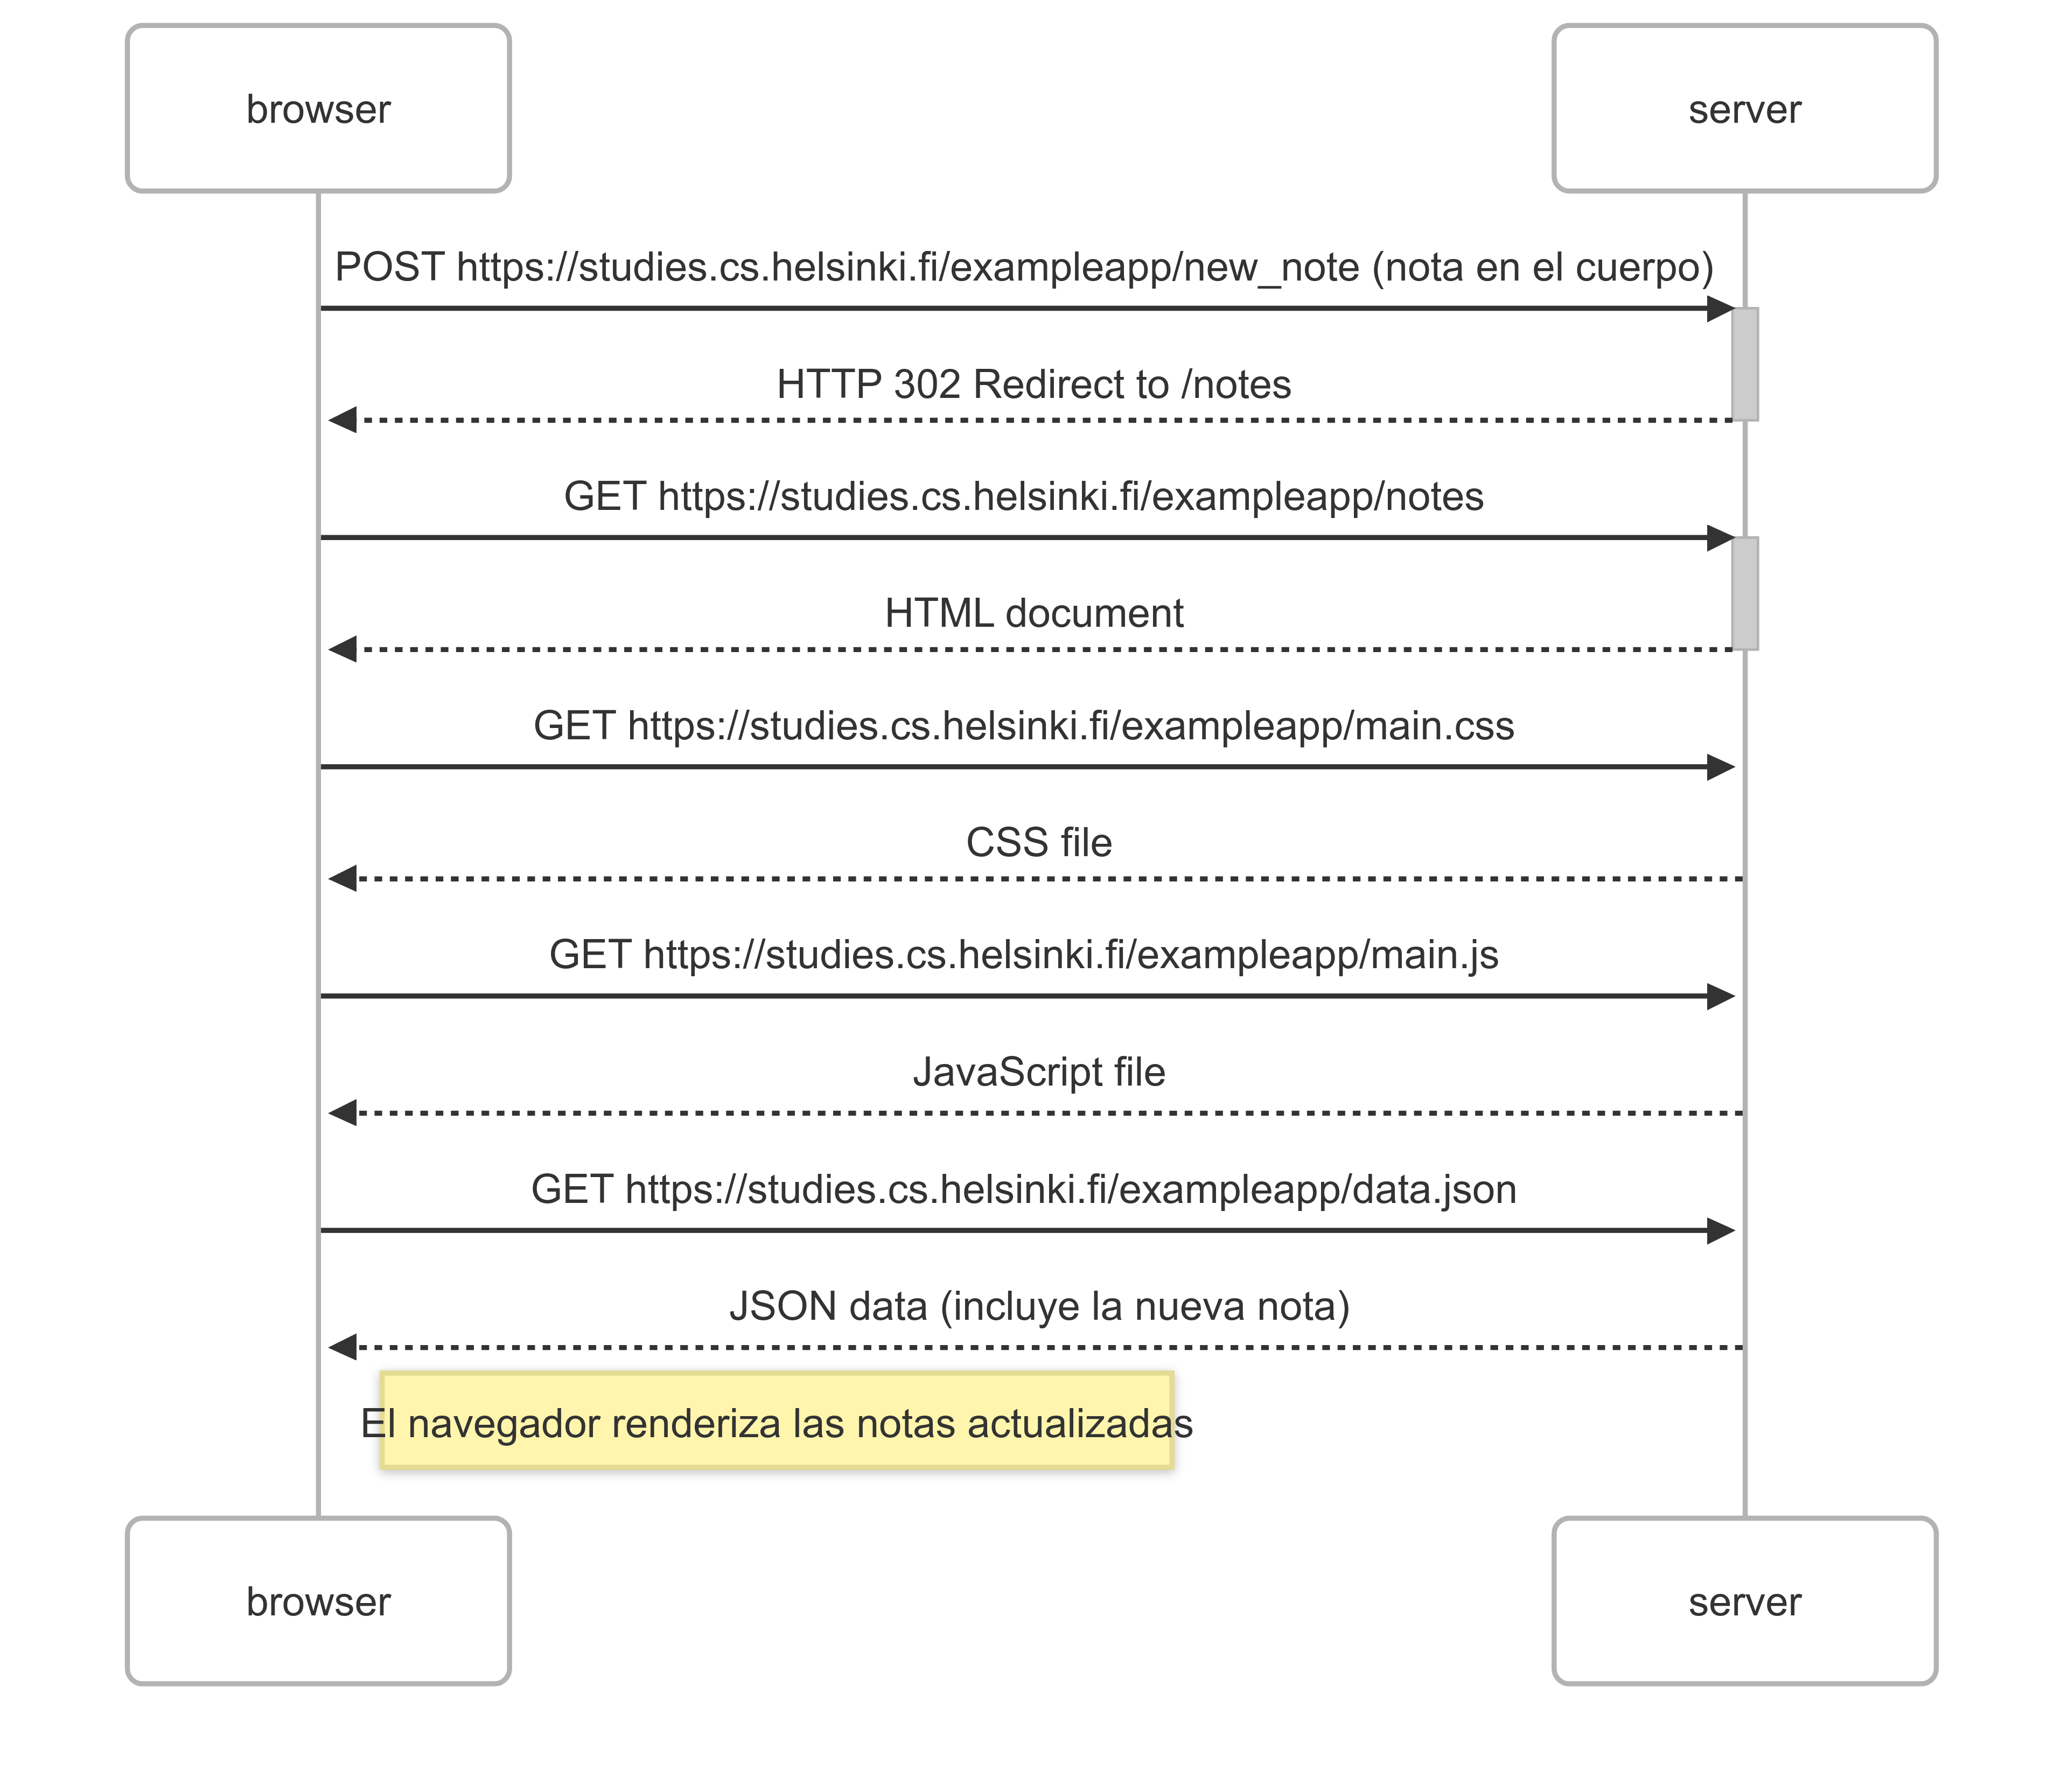 browser
server
POST https://studies.cs.helsinki.fi/exampleapp/new_note (nota en el cuerpo)
HTTP 302 Redirect to /notes
GET https://studies.cs.helsinki.fi/exampleapp/notes
HTML document
GET https://studies.cs.helsinki.fi/exampleapp/main.css
CSS file
GET https://studies.cs.helsinki.fi/exampleapp/main.js
JavaScript file
GET https://studies.cs.helsinki.fi/exampleapp/data.json
JSON data (incluye la nueva nota)
El navegador renderiza las notas actualizadas
browser
server